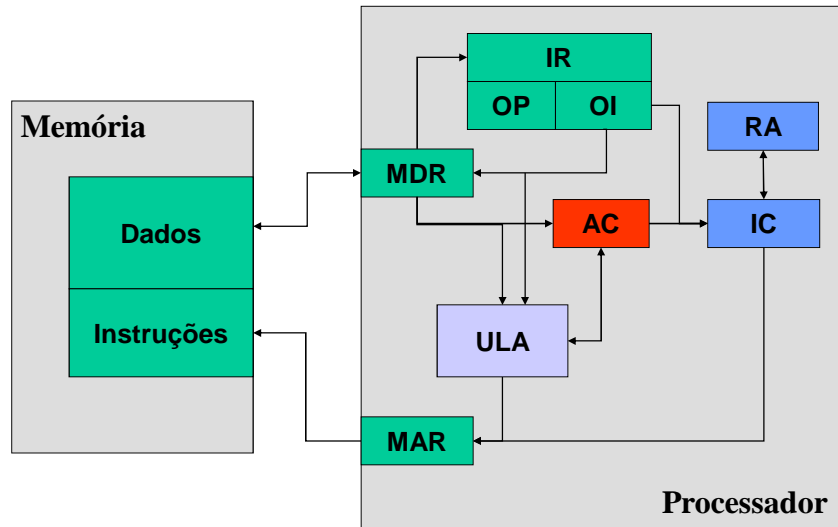 Memória
Dados
Instruções
IR
OP
OI
RA
MDR
AC
IC
ULA
MAR
Processador